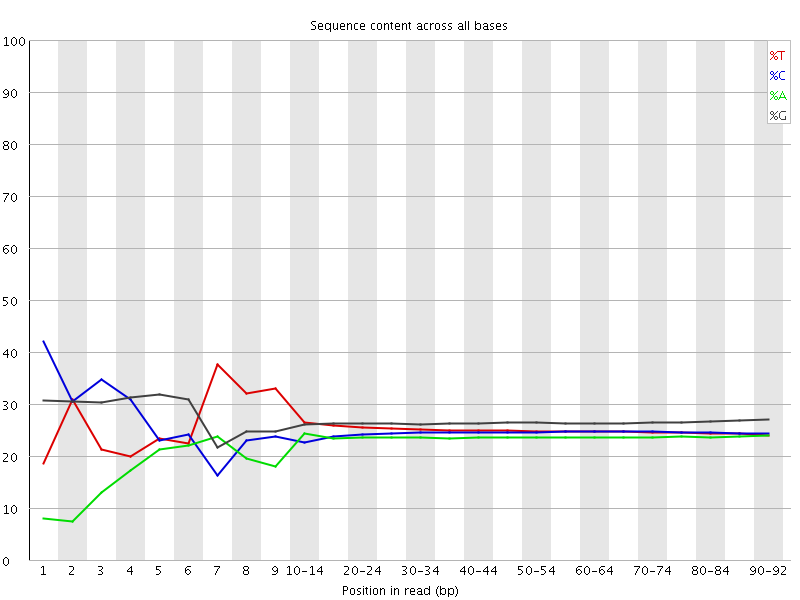 Sequence content across all bases
100
90
80
70
60
50
40
30
20
10
0
%T
%C
%A
%G
1 2 3 4 5 6 7 8 9 10-14 20-24 30-34 40-44 50-54 60-64 70-74 80-84 90-92
Position in read (bp)